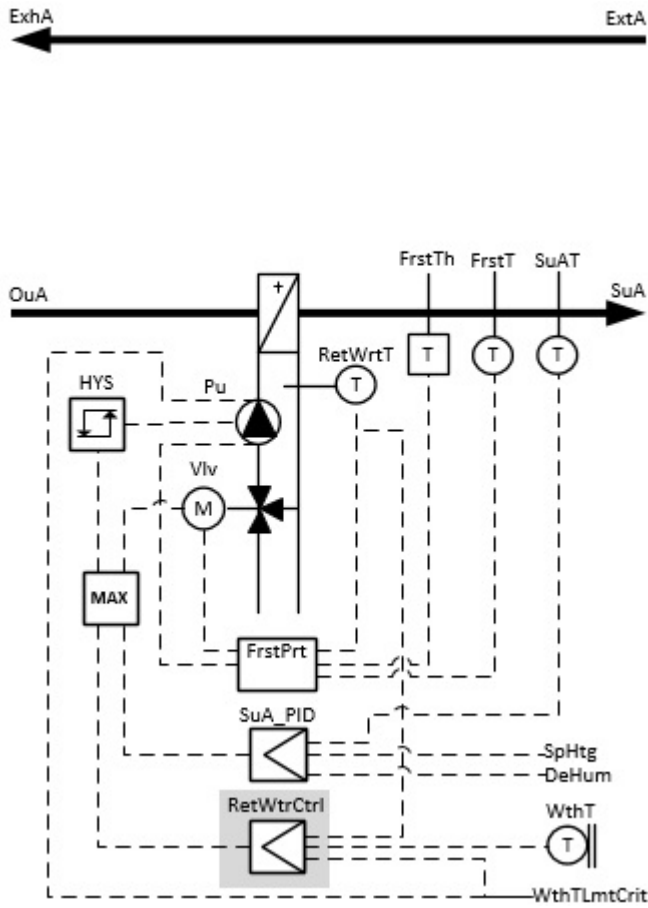 ExhA
ExtA
FrstTh
FrstT
SuAT
OuA
+
SuA
RetWrtT
HYS
Pu
T
T
T
T
Vlv
M
MAX
FrstPrt
SuA_PID
SpHtg
DeHum
RetWtrCtrl
WthT
T
WthTLmtCrit